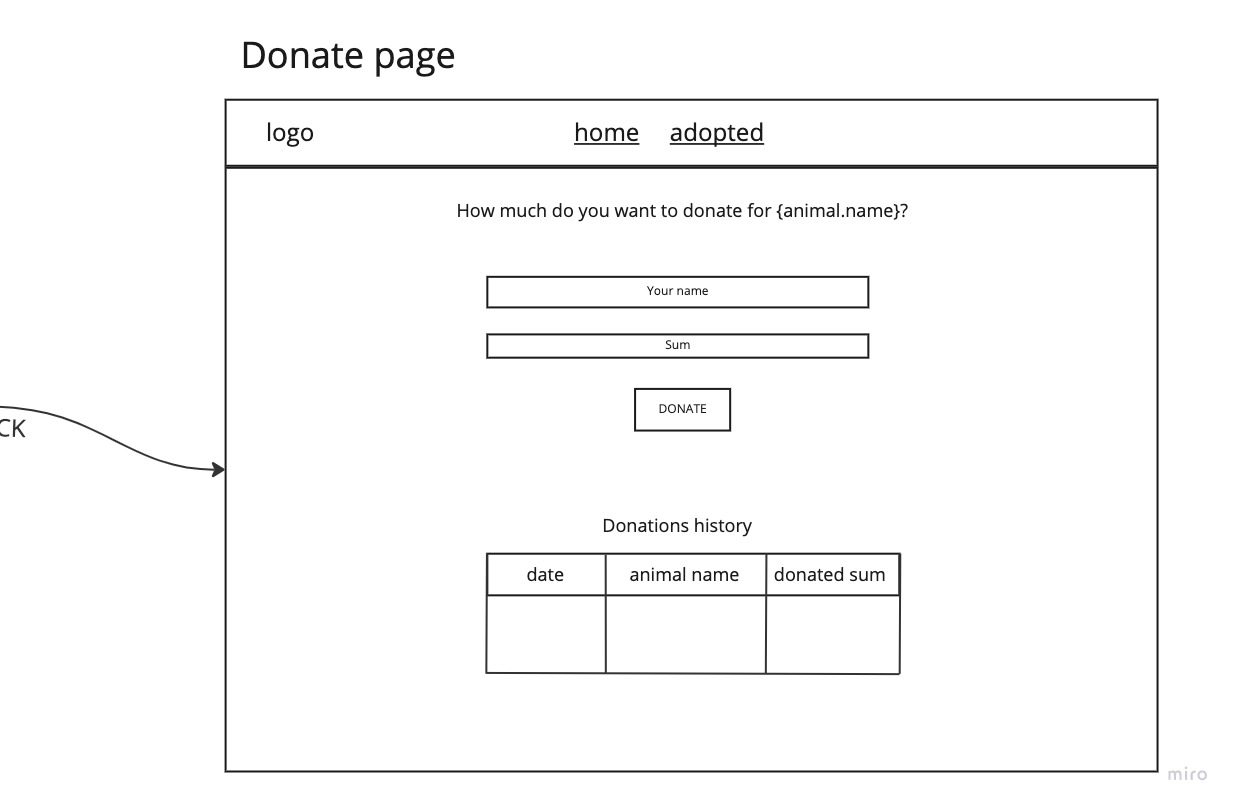 Donate page
logo
home adopted
How much do you want to donate for {animal.name}?
Your name
Sum
DONATE
CK
Donations history
date animal name donated sum
miro